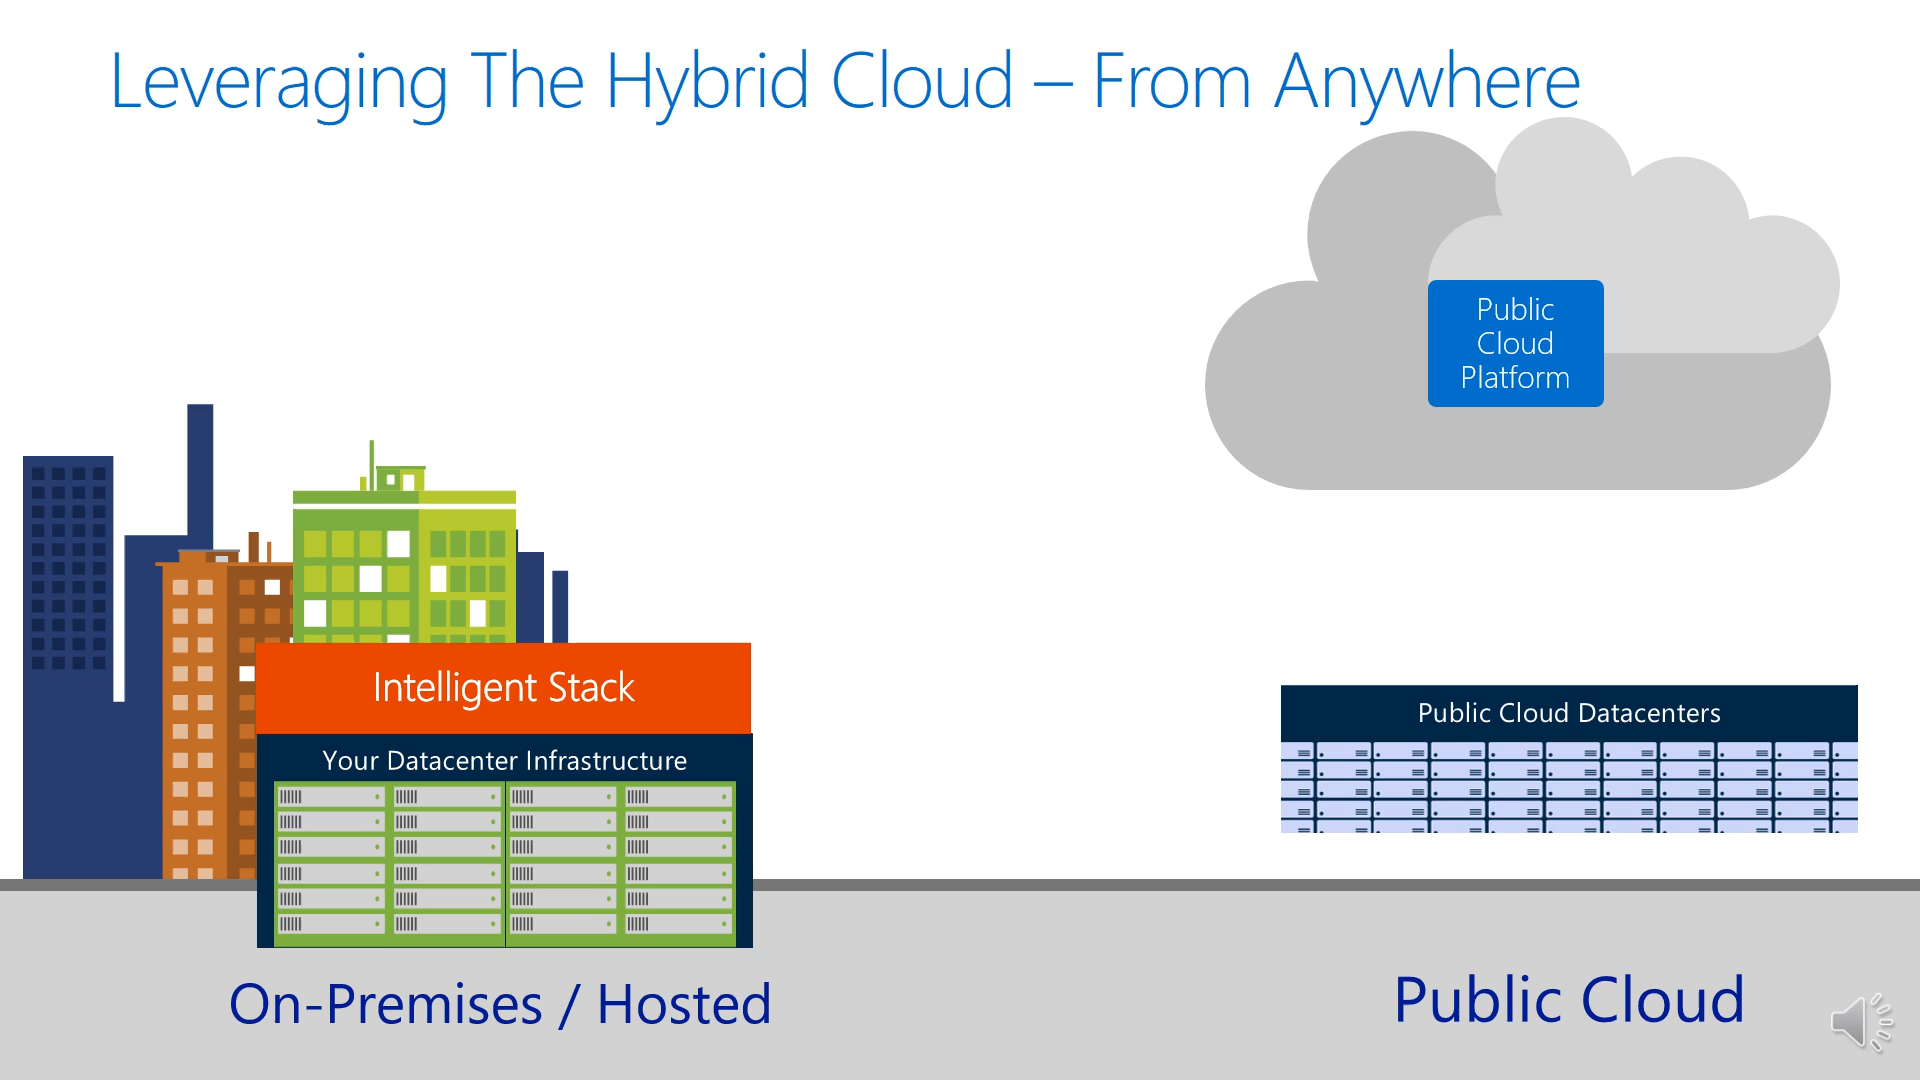 Leveraging The Hybrid Cloud – From Anywhere
Public
Cloud
Platform
Intelligent Stack
Your Datacenter Infrastructure
Public Cloud Datacenters
On-Premises / Hosted
Public Cloud